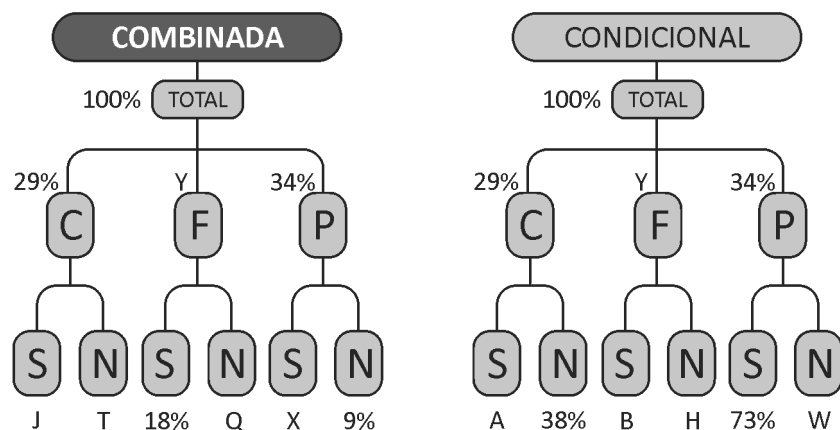 COMBINADA
100% TOTAL
29% Y 34%
C F P
S N S N S N
J T 18% Q X 9%
CONDICIONAL
100% TOTAL
29% Y 34%
C F P
S N S N S N
A 38% B H 73% W